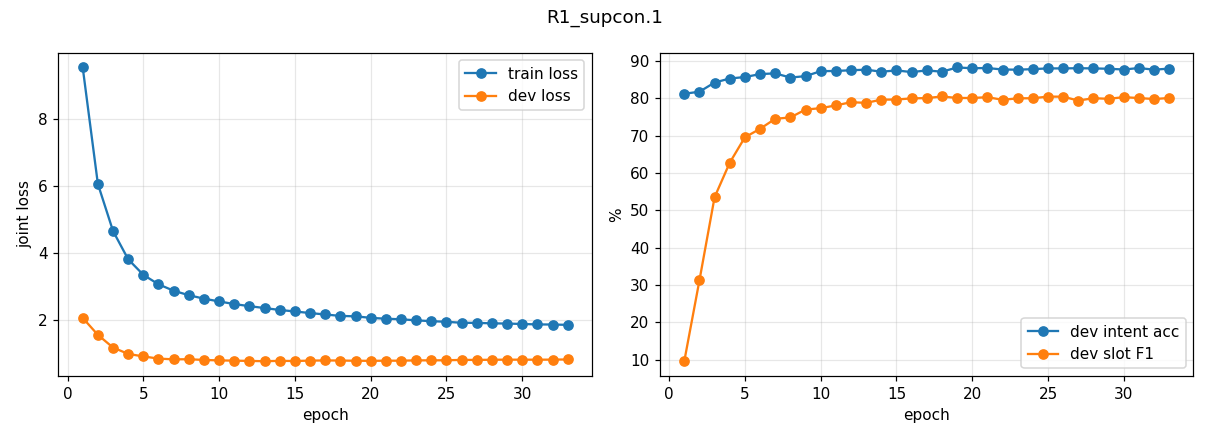 R1_supcon.1
joint loss
8
6
4
2
0 5 10 15 20 25 30
epoch
train loss
dev loss
%
90
80
70
60
50
40
30
20
10
0 5 10 15 20 25 30
epoch
dev intent acc
dev slot F1